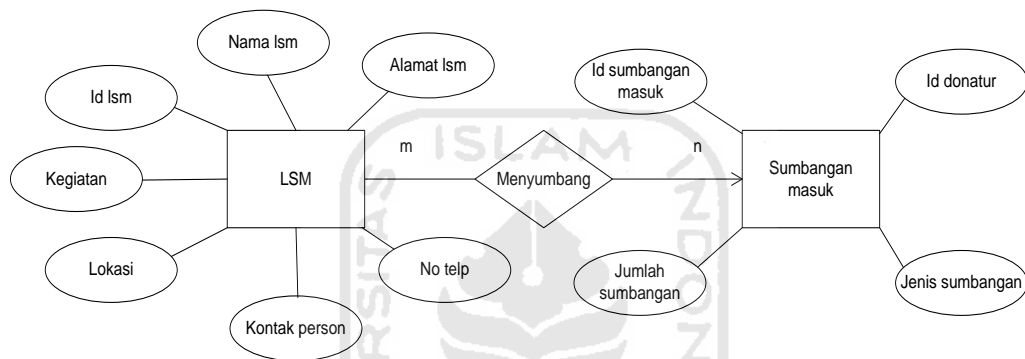 Nama lsm
Alamat lsm
Id lsm
Kegiatan
LSM
Lokasi
Kontak person
No telp
m
Menyumbang
n
Id sumbangan
masuk
Id donatur
Sumbangan
masuk
Jumlah
sumbangan
Jenis sumbangan
ISLAM